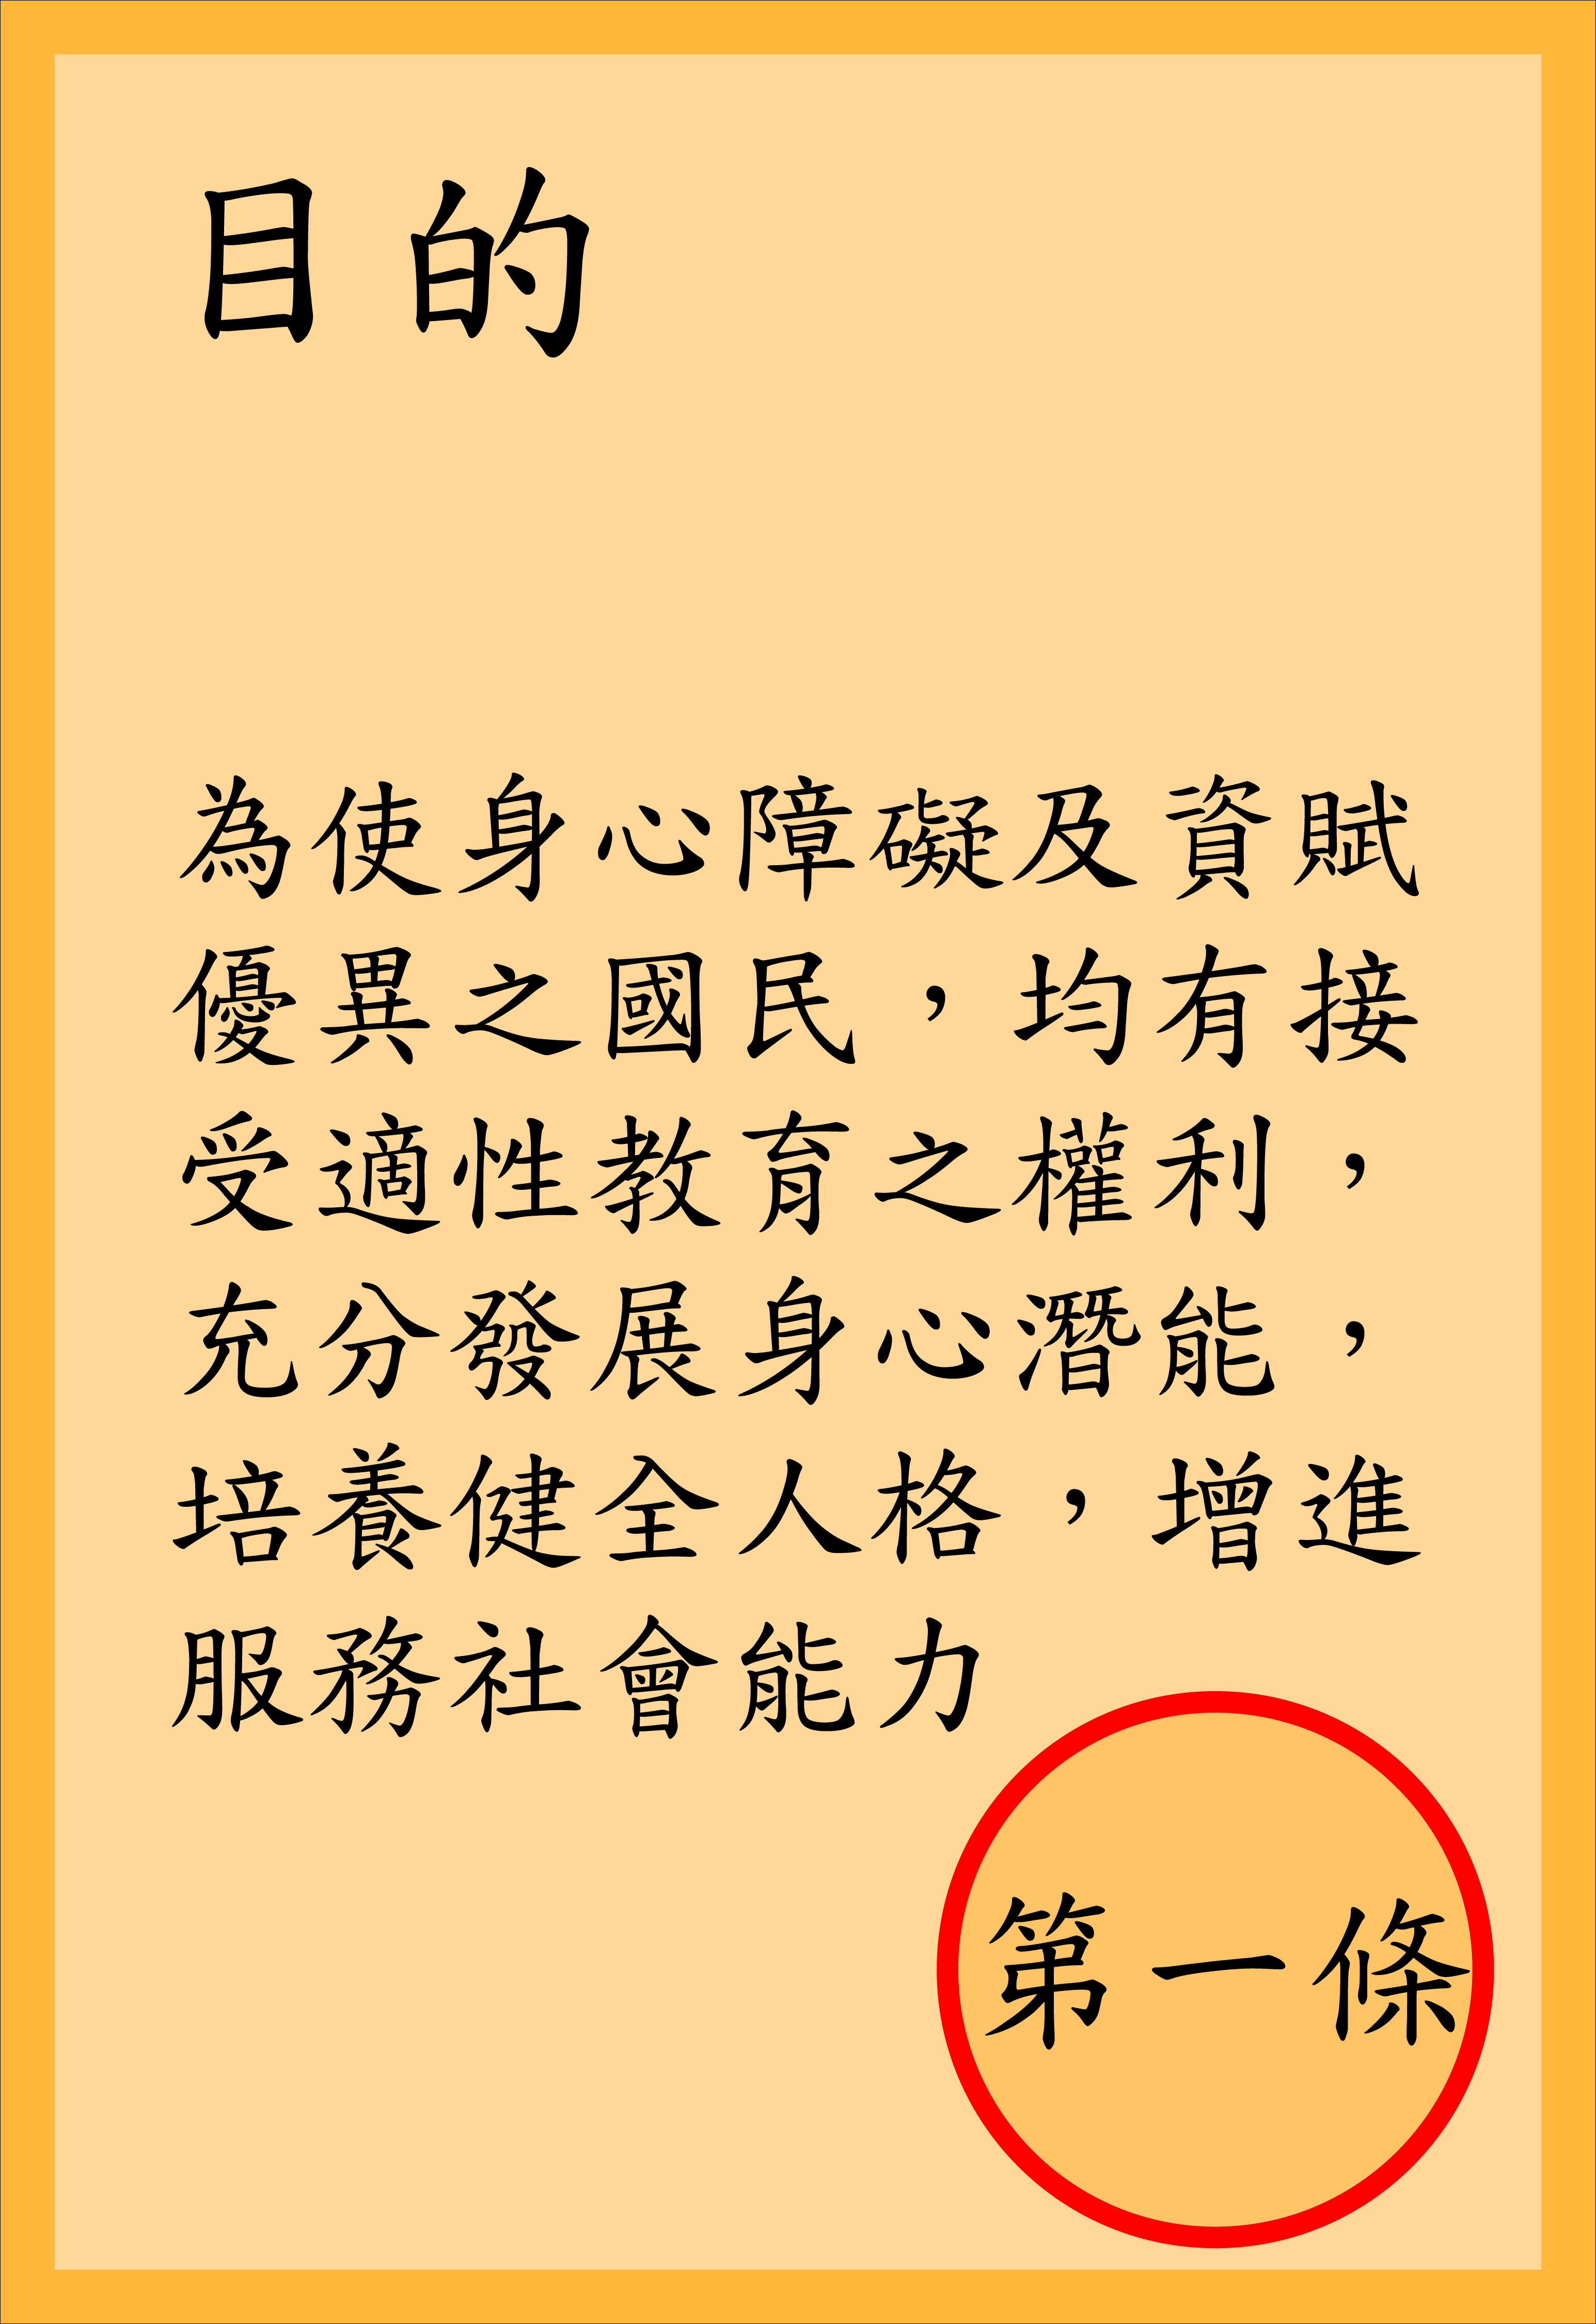 目的
為使身心障礙及資賦
優異之國民，均有接
受適性教育之權利，
充分發展身心潛能，
培養健全人格，增進
服務社會能力
第一條